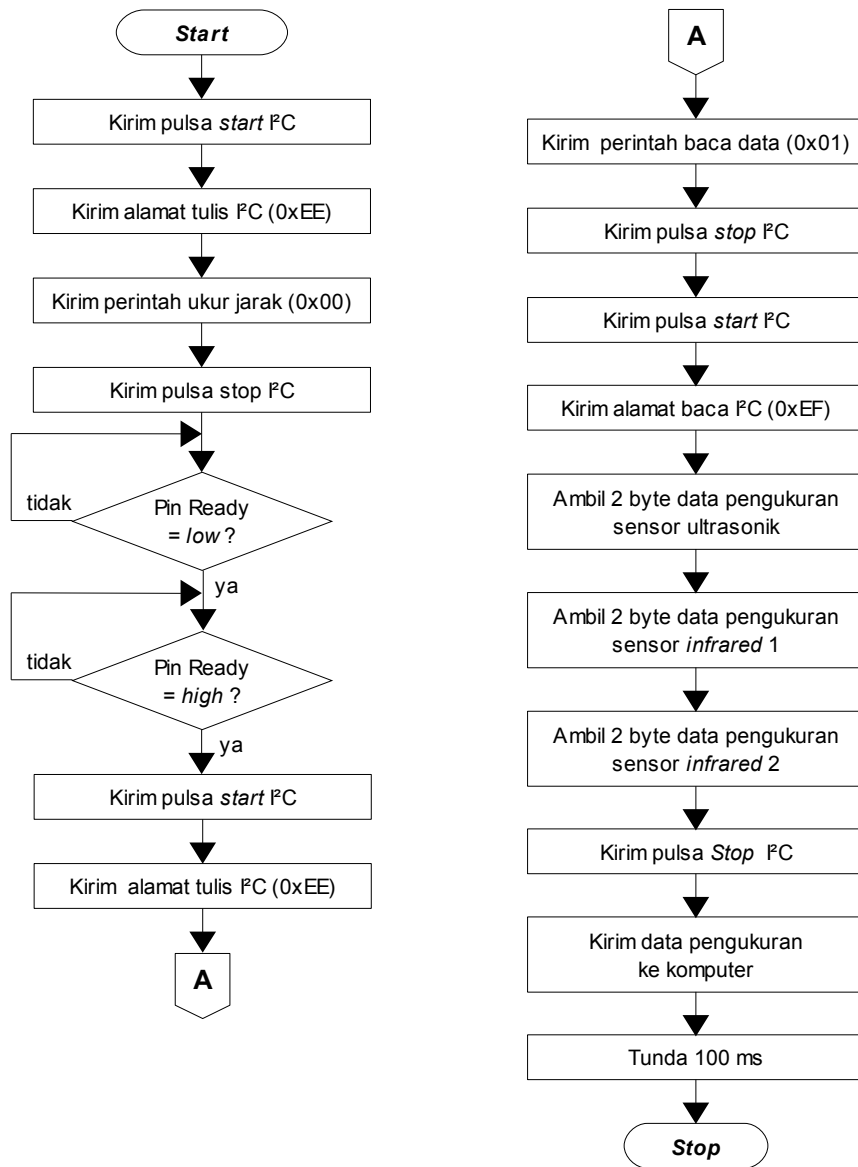 Start
Kirim pulsa start I²C
Kirim alamat tulis I²C (0xEE)
Kirim perintah ukur jarak (0x00)
Kirim pulsa stop I²C
tidak
Pin Ready
= low ?
ya
tidak
Pin Ready
= high ?
ya
Kirim pulsa start I²C
Kirim alamat tulis I²C (0xEE)
A
A
Kirim perintah baca data (0x01)
Kirim pulsa stop I²C
Kirim pulsa start I²C
Kirim alamat baca I²C (0xEF)
Ambil 2 byte data pengukuran
sensor ultrasonik
Ambil 2 byte data pengukuran
sensor infrared 1
Ambil 2 byte data pengukuran
sensor infrared 2
Kirim pulsa Stop I²C
Kirim data pengukuran
ke komputer
Tunda 100 ms
Stop